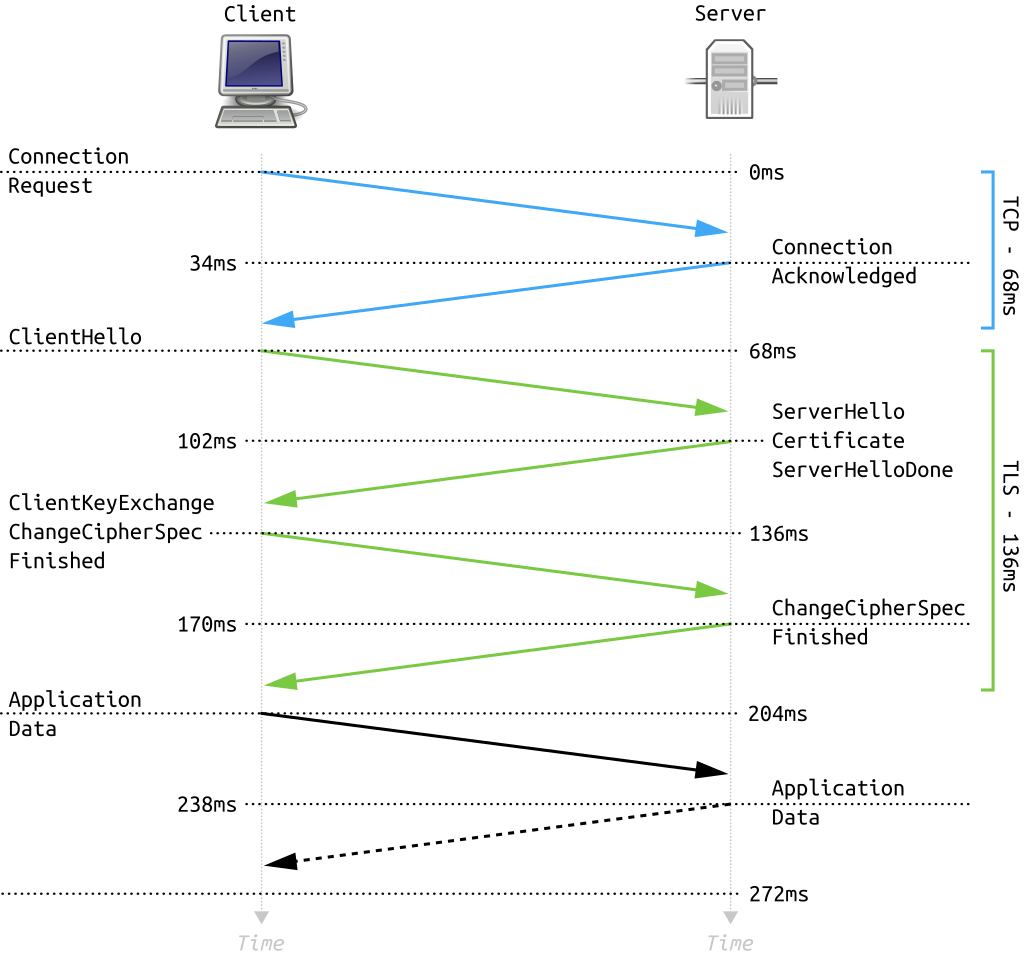 Client
Server
Connection
Request
0ms
34ms
Connection
Acknowledged
TCP - 68ms
ClientHello
68ms
102ms
ServerHello
Certificate
ServerHelloDone
ClientKeyExchange
ChangeCipherSpec
Finished
136ms
TLS - 136ms
170ms
ChangeCipherSpec
Finished
Application
Data
204ms
238ms
Application
Data
272ms
Time
Time